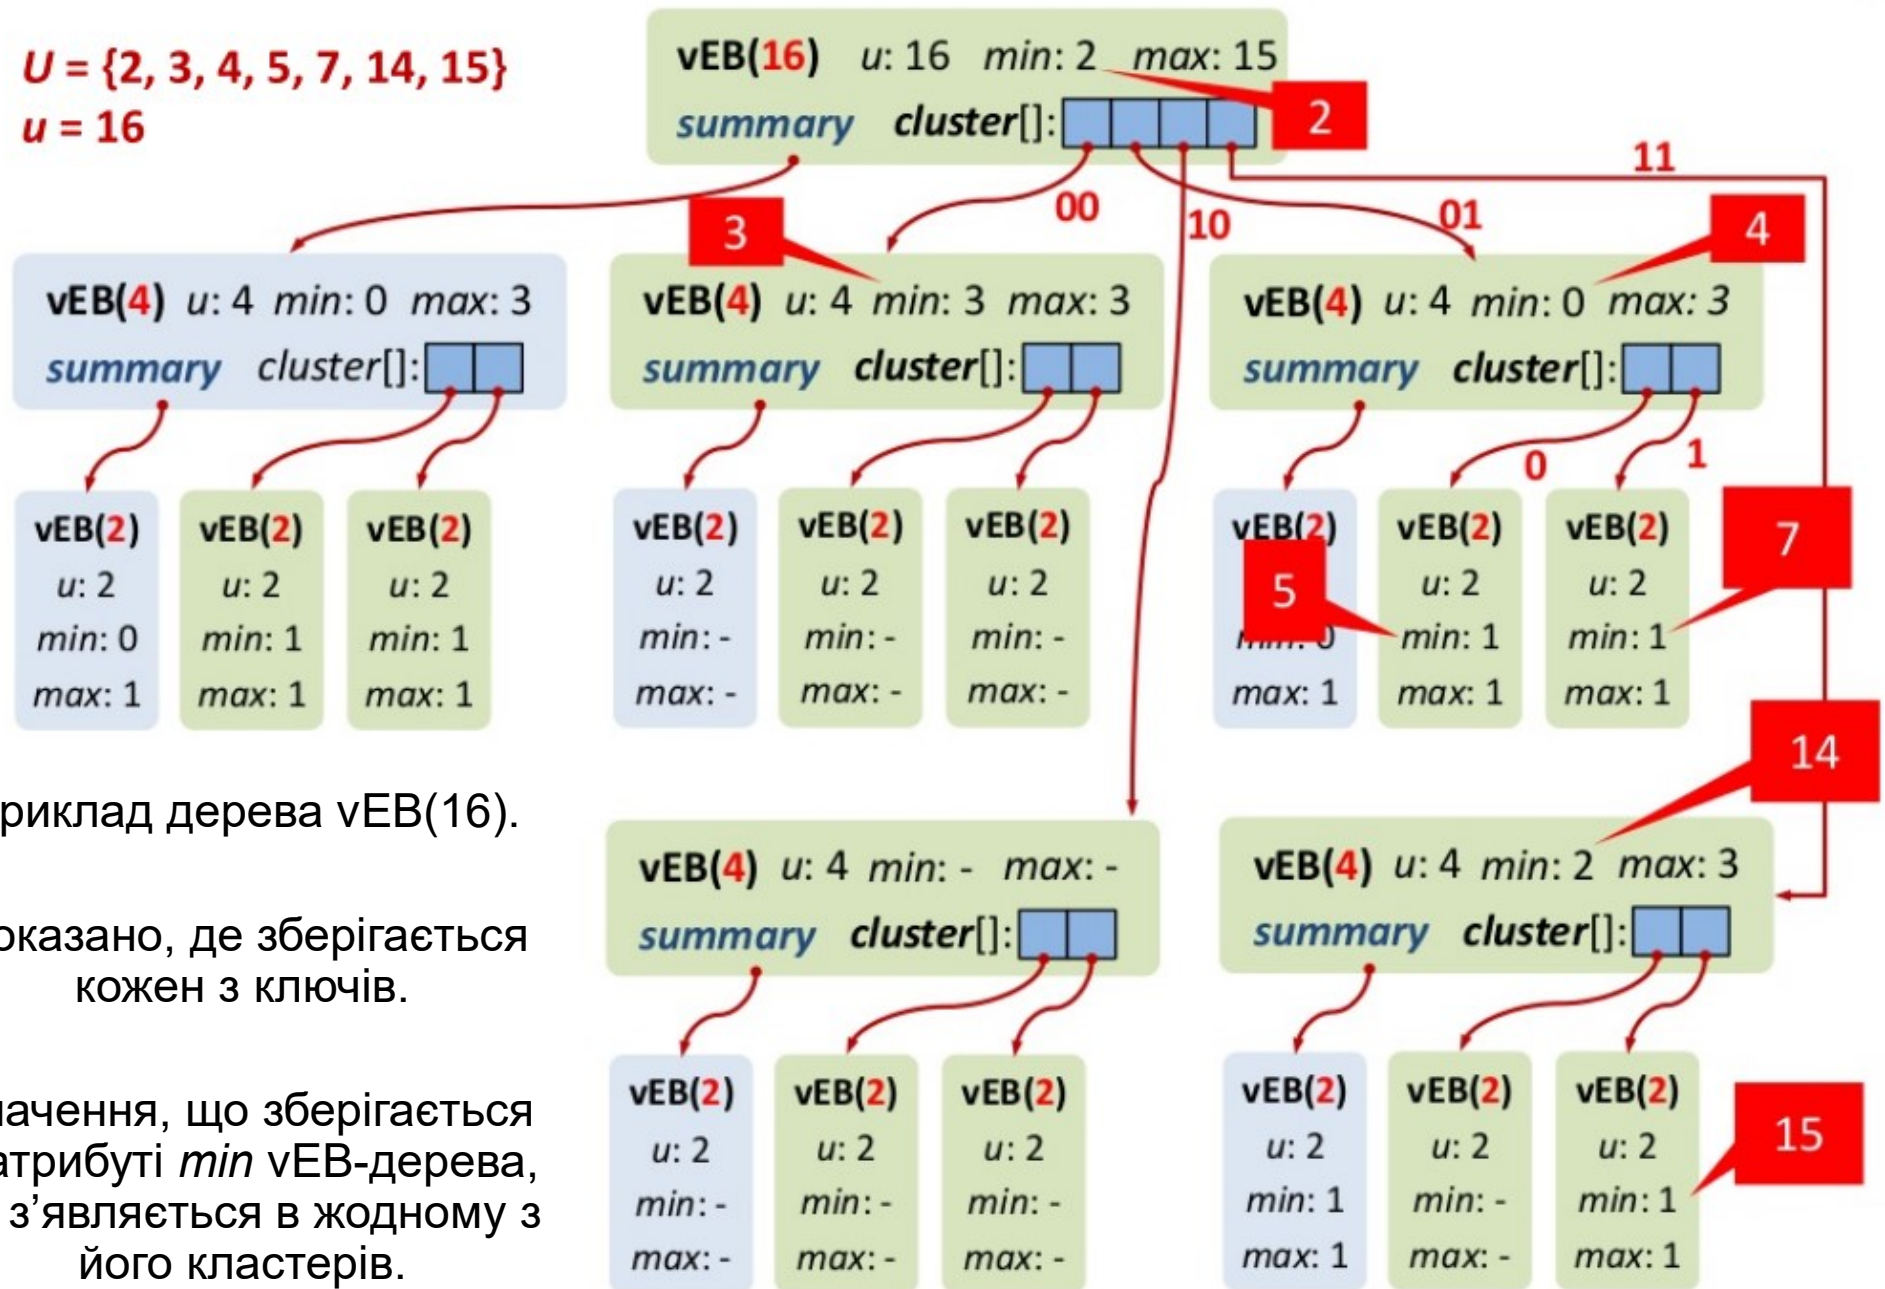 U = {2, 3, 4, 5, 7, 14, 15}
u = 16
vEB(16) u: 16 min: 2 max: 15
summary cluster[]:
2
00
10
01
11
3
4
vEB(4) u: 4 min: 0 max: 3
summary cluster[]:
vEB(4) u: 4 min: 3 max: 3
summary cluster[]:
vEB(4) u: 4 min: 0 max: 3
summary cluster[]:
0
1
vEB(2)
u: 2
min: 0
max: 1
vEB(2)
u: 2
min: 1
max: 1
vEB(2)
u: 2
min: 1
max: 1
vEB(2)
u: 2
min: -
max: -
vEB(2)
u: 2
min: -
max: -
vEB(2)
u: 2
min: -
max: -
vEB(2)
5
min: 0
max: 1
vEB(2)
u: 2
min: 1
max: 1
vEB(2)
u: 2
min: 1
max: 1
7
14
риклад дерева vEB(16).
оказано, де зберігається
кожен з ключів.
начення, що зберігається
атрибуті min vEB-дерева,
з’являється в жодному з
його кластерів.
vEB(4) u: 4 min: - max: -
summary cluster[]:
vEB(4) u: 4 min: 2 max: 3
summary cluster[]:
vEB(2)
u: 2
min: -
max: -
vEB(2)
u: 2
min: -
max: -
vEB(2)
u: 2
min: -
max: -
vEB(2)
u: 2
min: 1
max: 1
vEB(2)
u: 2
min: -
max: -
vEB(2)
u: 2
min: 1
max: 1
15